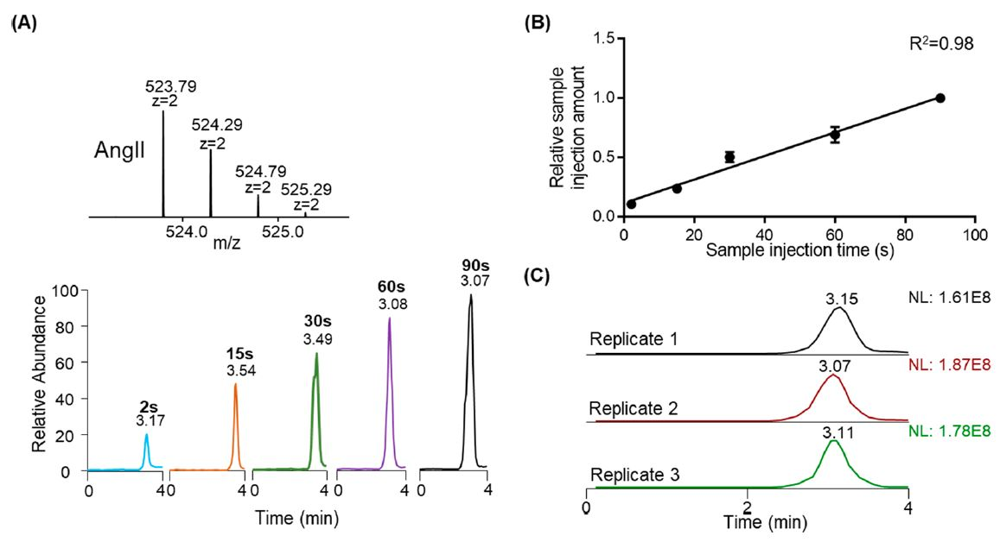 (A)
523.79
z=2
524.29
z=2
AngII
524.79
z=2
525.29
z=2
524.0
525.0
m/z
Relative Abundance
100
80
60
40
20
0
2s
3.17
15s
3.54
30s
3.49
60s
3.08
90s
3.07
0
4
0
4
0
4
0
4
0
4
Time (min)
(B)
R²=0.98
Relative sample
injection amount
1.5
1.0
0.5
0.0
0
20
40
60
80
100
Sample injection time (s)
(C)
3.15
NL: 1.61E8
Replicate 1
3.07
NL: 1.87E8
Replicate 2
3.11
NL: 1.78E8
Replicate 3
0
2
4
Time (min)